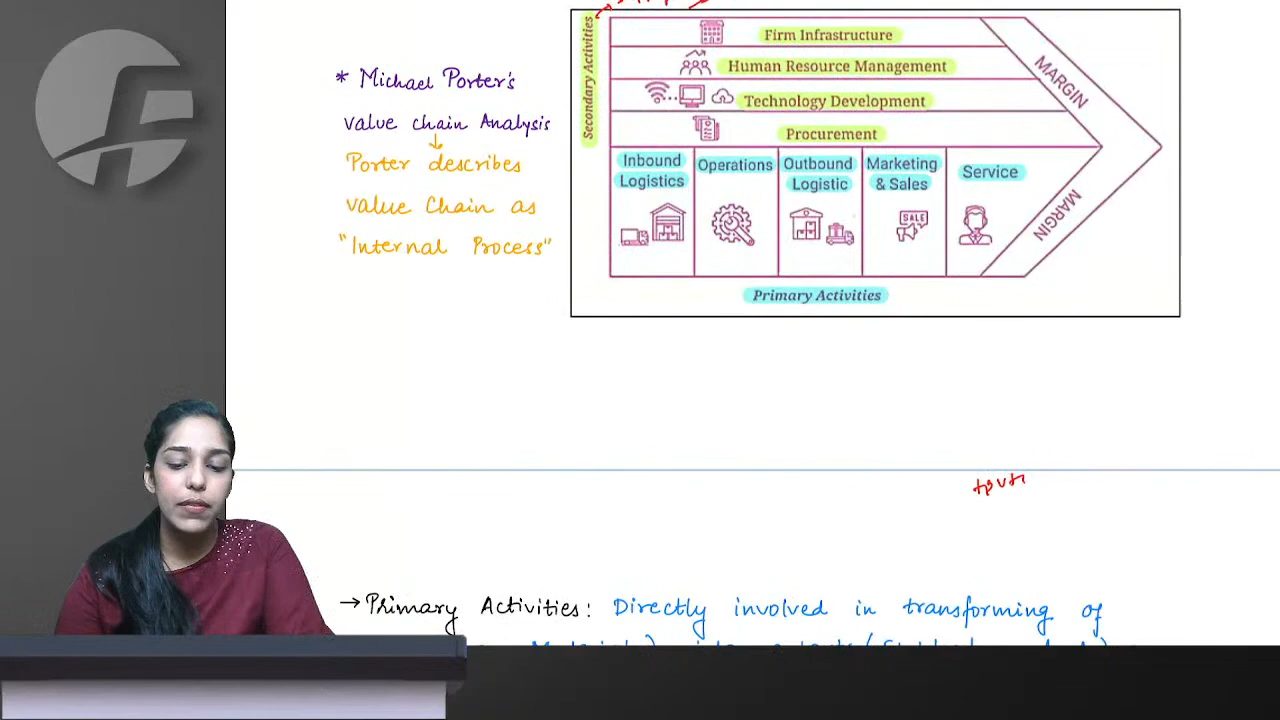 Secondary Activities
Firm Infrastructure
Human Resource Management
Technology Development
Procurement
MARGIN
* Michael Porter's
value chain Analysis
↓
Porter describes
value Chain as
"Internal Process"
Inbound
Logistics
Operations
Outbound
Logistic
Marketing
& Sales
SALE
Service
MARGIN
Primary Activities
→ Primary Activities: Directly involved in transforming of